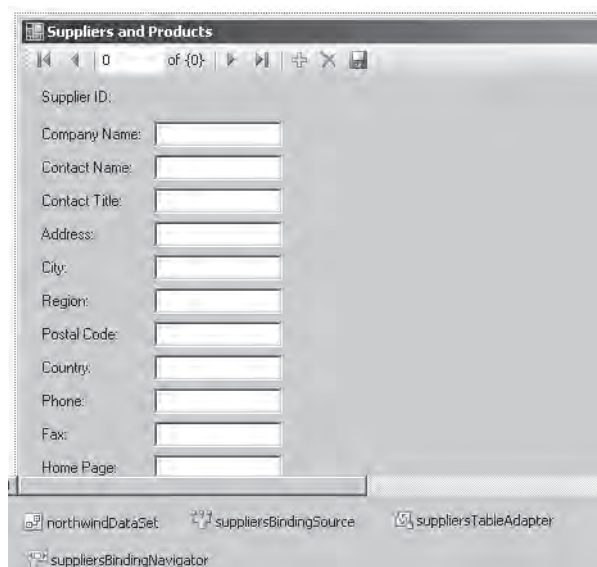 Suppliers and Products
0 of {0}
Supplier ID:
Company Name:
Contact Name:
Contact Title:
Address:
City:
Region:
Postal Code:
Country:
Phone:
Fax:
Home Page:
northwindDataSet suppliersBindingSource suppliersTableAdapter
suppliersBindingNavigator